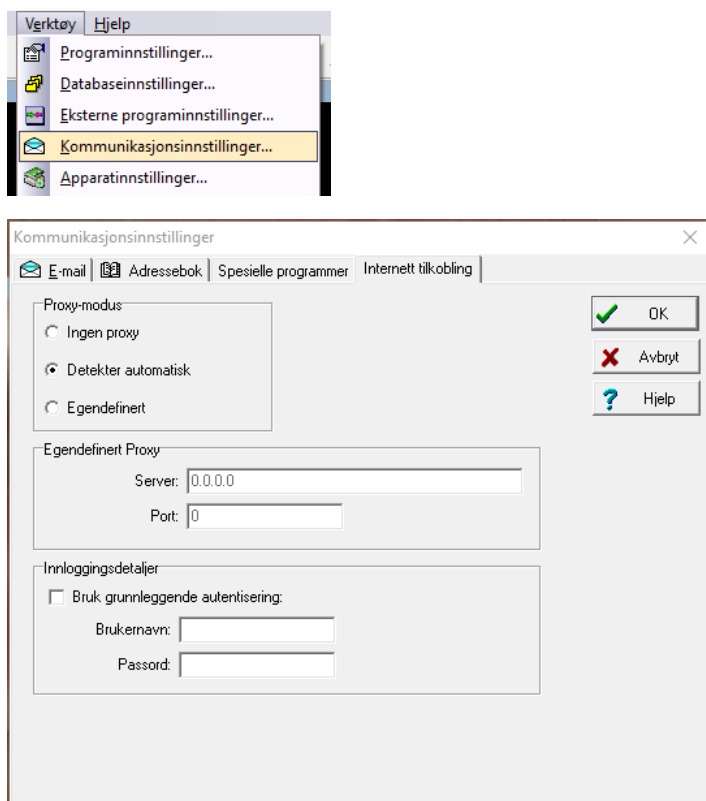 Verktøy Hjelp
Programinnstillinger...
Databaseinnstillinger...
Eksterne programinnstillinger...
Kommunikasjonsinnstillinger...
Apparatinnstillinger...
Kommunikasjonsinnstillinger
E-mail Adressebok Spesielle programmer Internett tilkobling
Proxy-modus
Ingen proxy
Detekter automatisk
Egendefinert
OK
Avbryt
Hjelp
Egendefinert Proxy
Server: 0.0.0.0
Port: 0
Innloggingsdetaljer
Bruk grunnleggende autentisering:
Brukernavn:
Passord: